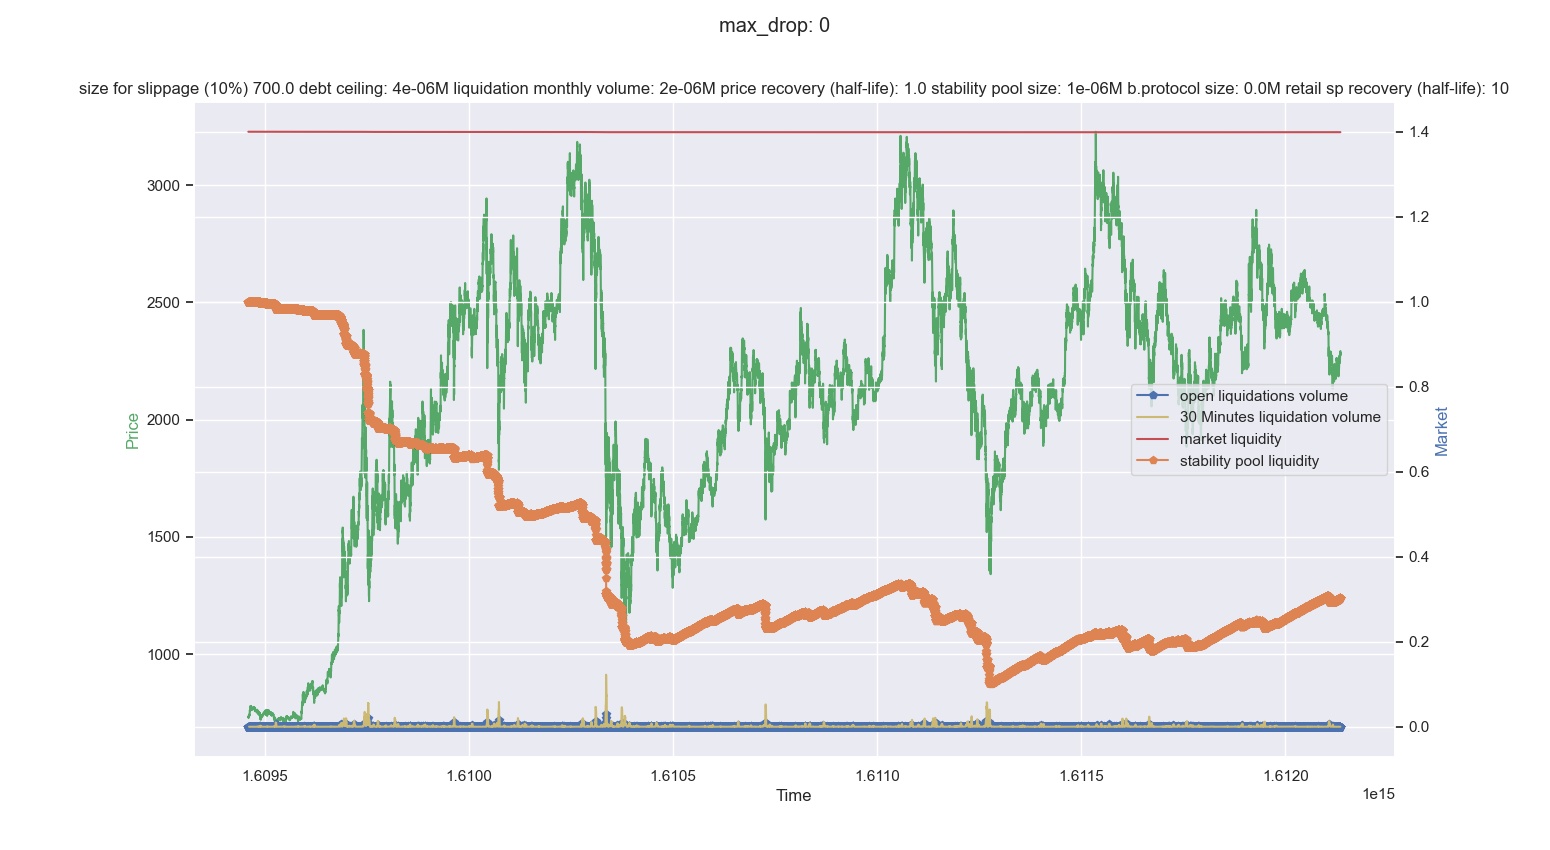 max_drop: 0
size for slippage (10%) 700.0 debt ceiling: 4e-06M liquidation monthly volume: 2e-06M price recovery (half-life): 1.0 stability pool size: 1e-06M b.protocol size: 0.0M retail sp recovery (half-life): 10
3000
2500
2000
1500
1000
Price
1.4
1.2
1.0
0.8
0.6
0.4
0.2
0.0
Market
open liquidations volume
30 Minutes liquidation volume
market liquidity
stability pool liquidity
1.6095
1.6100
1.6105
1.6110
1.6115
1.6120
Time
1e15